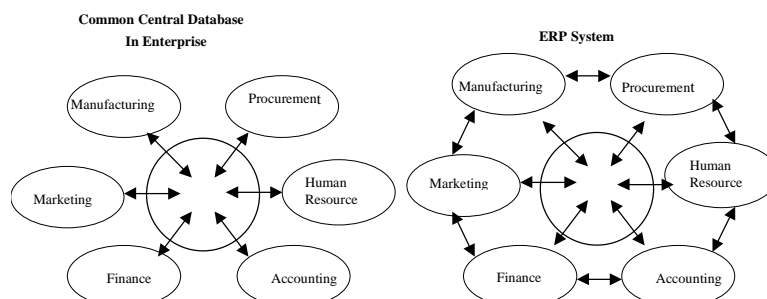 Common Central Database
In Enterprise
Manufacturing
Procurement
Marketing
Human
Resource
Finance
Accounting
ERP System
Manufacturing
Procurement
Marketing
Human
Resource
Finance
Accounting